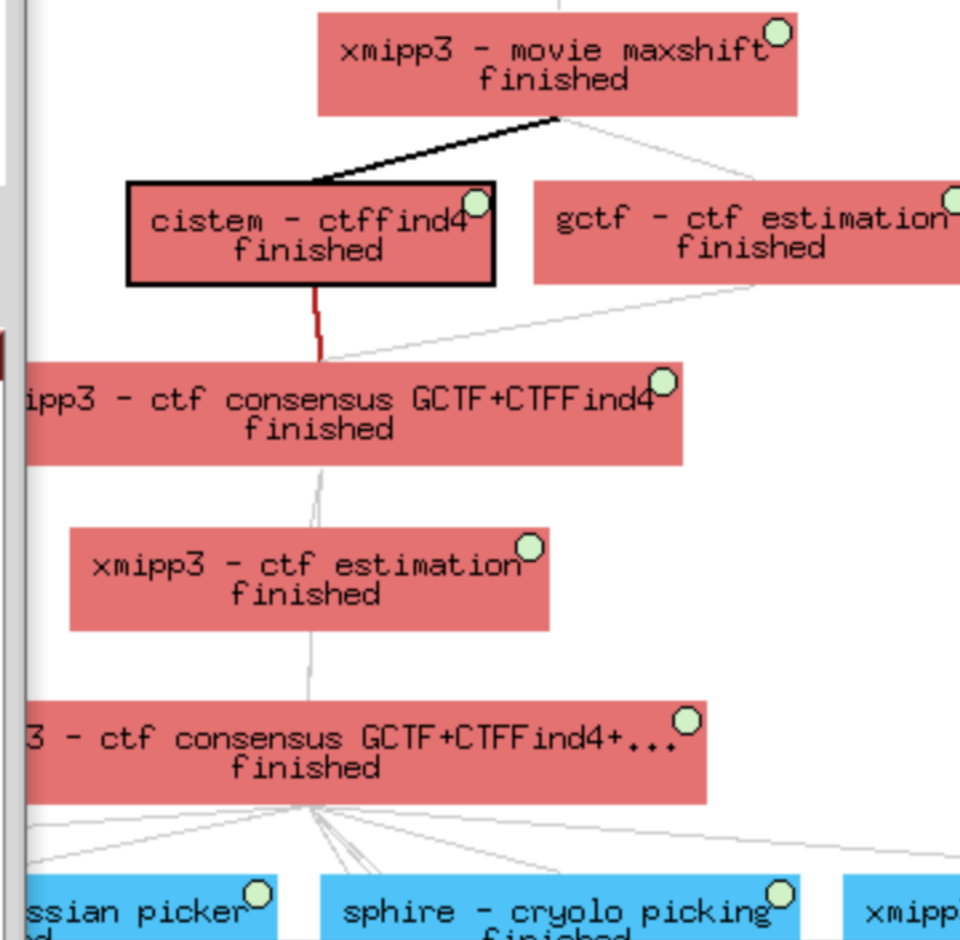 xmipp3 - movie maxshift
finished
cistem - ctffind4
finished
gctf - ctf estimation
finished
ipp3 - ctf consensus GCTF+CTFFind4
finished
xmipp3 - ctf estimation
finished
3 - ctf consensus GCTF+CTFFind4+...
finished
ssian picker
sphire - cryolo picking
finished
xmipp